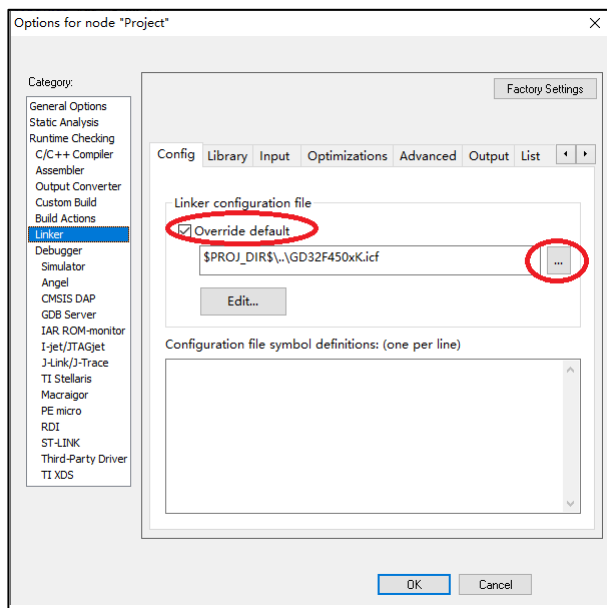 Options for node "Project"
Category:
Factory Settings
General Options
Static Analysis
Runtime Checking
C/C++ Compiler
Assembler
Output Converter
Custom Build
Build Actions
Linker
Debugger
Simulator
Angel
CMSIS DAP
GDB Server
IAR ROM-monitor
I-jet/JTAGjet
J-Link/J-Trace
TI Stellaris
Macraigor
PE micro
RDI
ST-LINK
Third-Party Driver
TI XDS
Config Library Input Optimizations Advanced Output List
Linker configuration file
Override default
$PROJ_DIR$\..\GD32F450xK.icf
...
Edit...
Configuration file symbol definitions: (one per line)
OK Cancel